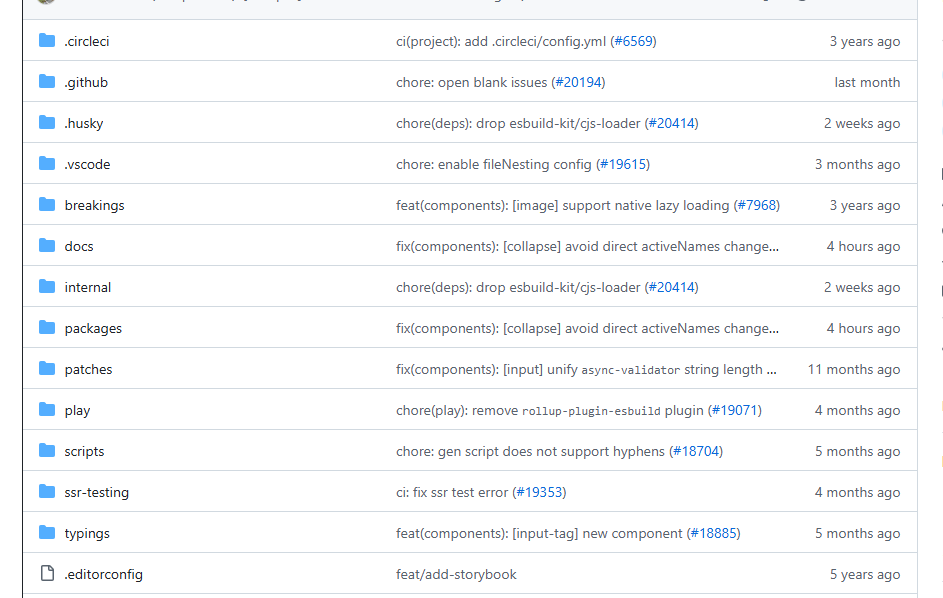 .circleci ci(project): add .circleci/config.yml (#6569) 3 years ago
.github chore: open blank issues (#20194) last month
.husky chore(deps): drop esbuild-kit/cjs-loader (#20414) 2 weeks ago
.vscode chore: enable fileNesting config (#19615) 3 months ago
breakings feat(components): [image] support native lazy loading (#7968) 3 years ago
docs fix(components): [collapse] avoid direct activeNames change... 4 hours ago
internal chore(deps): drop esbuild-kit/cjs-loader (#20414) 2 weeks ago
packages fix(components): [collapse] avoid direct activeNames change... 4 hours ago
patches fix(components): [input] unify async-validator string length ... 11 months ago
play chore(play): remove rollup-plugin-esbuild plugin (#19071) 4 months ago
scripts chore: gen script does not support hyphens (#18704) 5 months ago
ssr-testing ci: fix ssr test error (#19353) 4 months ago
typings feat(components): [input-tag] new component (#18885) 5 months ago
.editorconfig feat/add-storybook 5 years ago